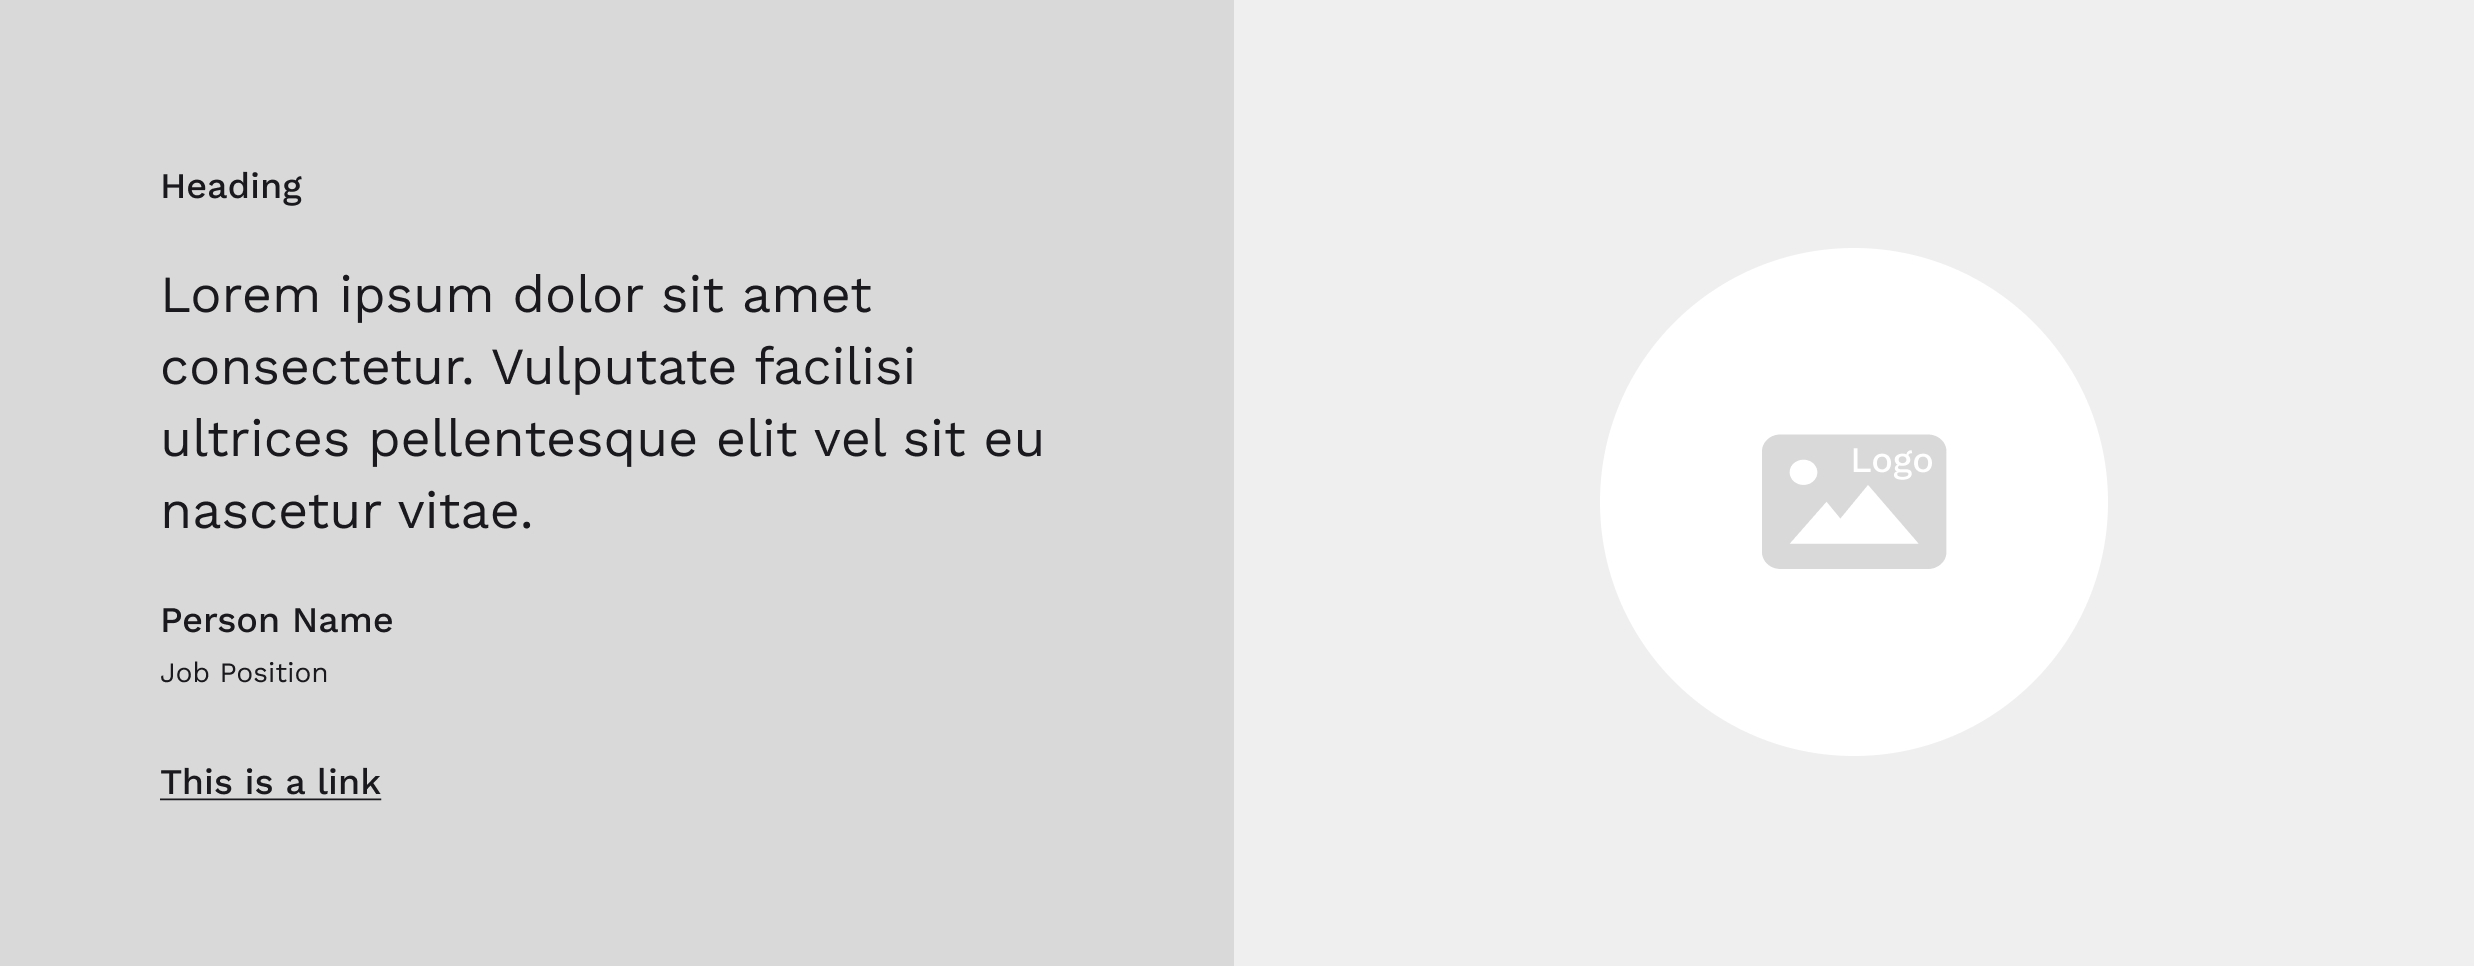 Heading
Lorem ipsum dolor sit amet
consectetur. Vulputate facilisi
ultrices pellentesque elit vel sit eu
nascetur vitae.
Person Name
Job Position
This is a link
Logo